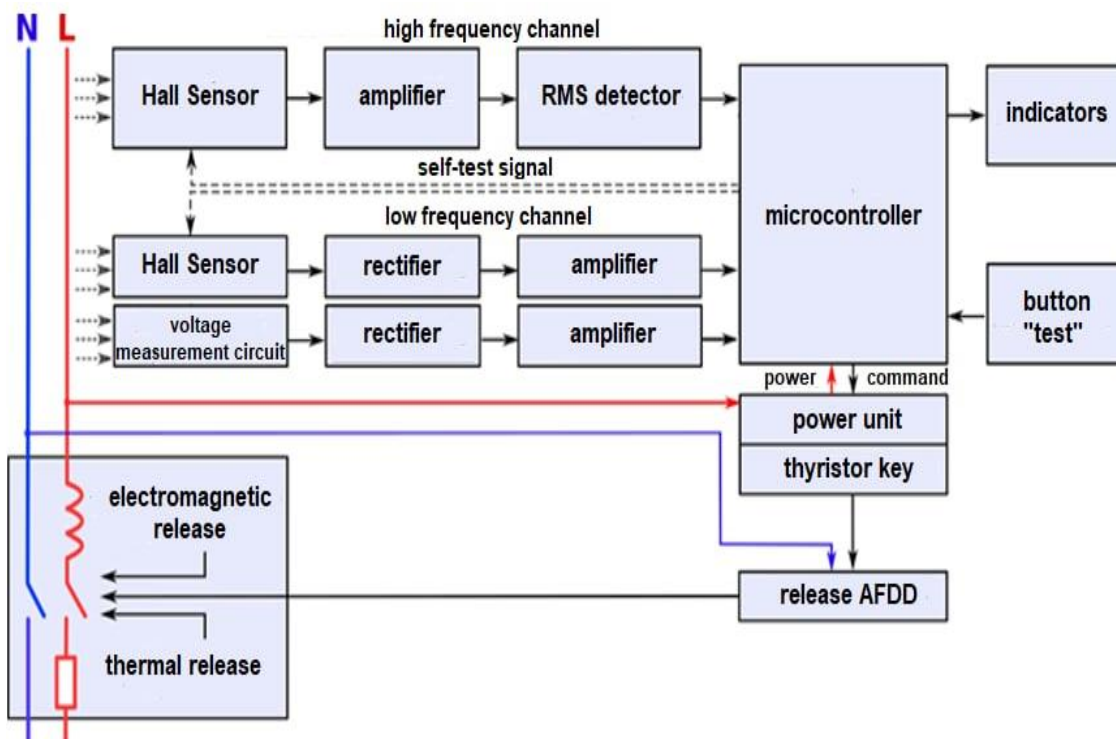 N L
high frequency channel
Hall Sensor
amplifier
RMS detector
indicators
self-test signal
microcontroller
low frequency channel
Hall Sensor
rectifier
amplifier
button
"test"
voltage
measurement circuit
rectifier
amplifier
power
command
power unit
thyristor key
electromagnetic
release
release AFDD
thermal release